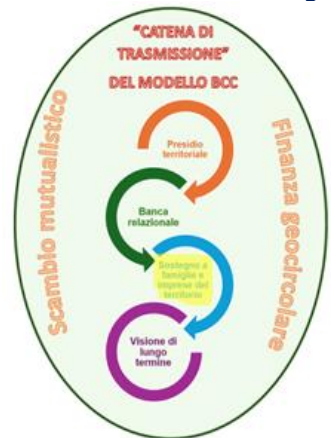 "CATENA DI
TRASMISSIONE"
DEL MODELLO BCC
Scambio mutualistico
Finanza geocircolare
Presidio
territoriale
Banca
relazionale
Sostegno a
famiglie e
imprese del
territorio
Visione di
lungo
termine